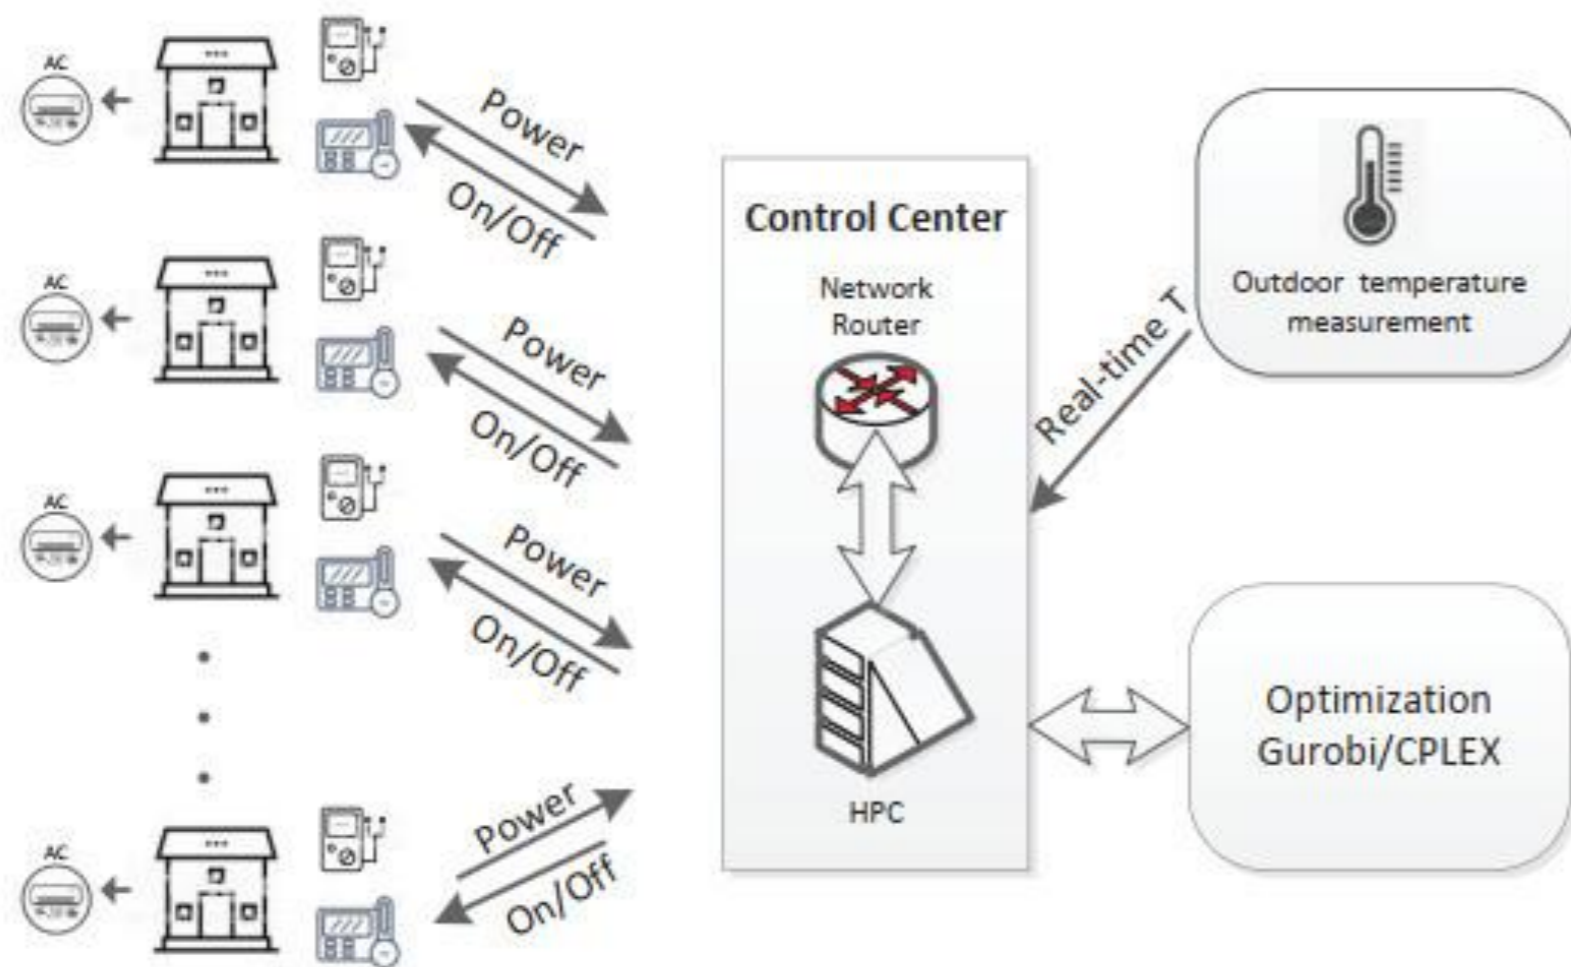 AC
Power
On/Off
AC
Power
On/Off
AC
Power
On/Off
AC
Power
On/Off
Control Center
Network
Router
HPC
Outdoor temperature
measurement
Real-time T
Optimization
Gurobi/CPLEX